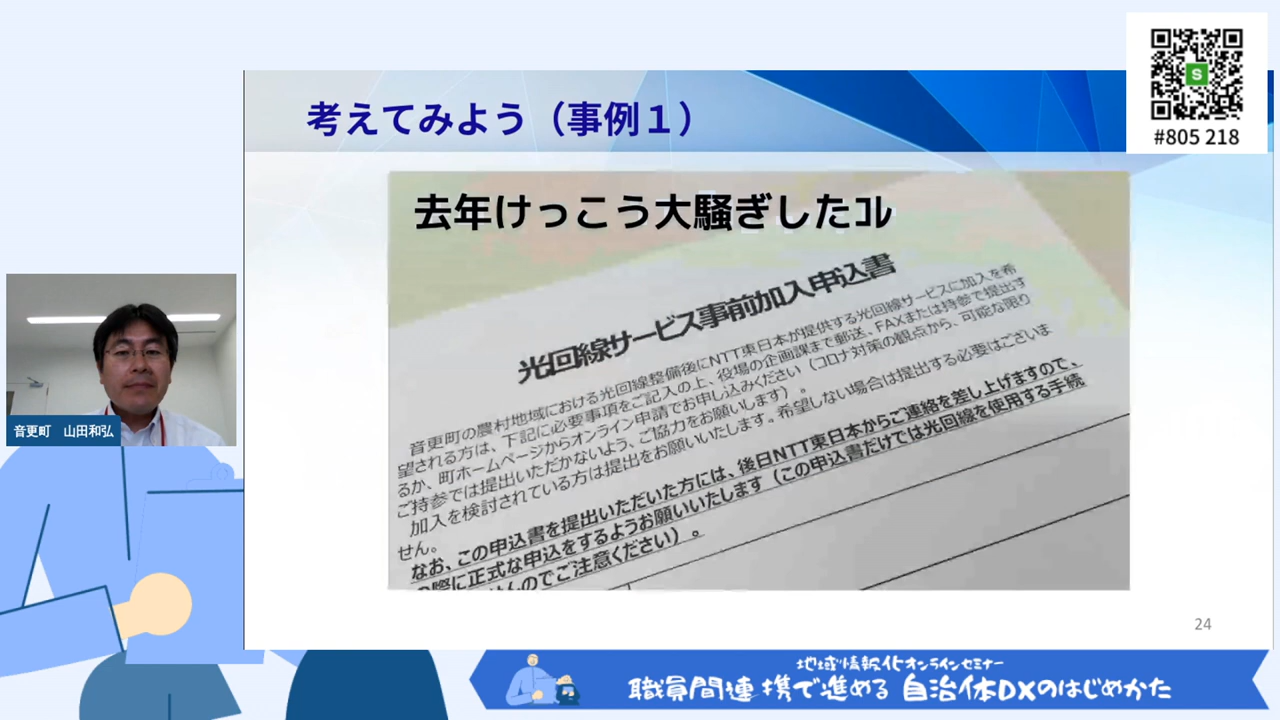 #805 218
考えてみよう（事例１）
去年けっこう大騒ぎしたｺﾚ
光回線サービス事前加入申込書
音更町の農村地域における光回線整備後にNTT東日本が提供する光回線サービスに加入を希
望される方は、下記に必要事項をご記入の上、役場の企画課まで郵送、FAXまたは持参で提出す
るか、町ホームページからオンライン申請でお申し込みください（コロナ対策の観点から、可能な限り
ご持参では提出いただかないよう、ご協力をお願いします）。
加入を検討されている方は提出をお願いいたします。希望しない場合は提出する必要はございま
せん。
なお、この申込書を提出いただいた方には、後日NTT東日本からご連絡を差し上げますので、
の際に正式な申込をするようお願いいたします（この申込書だけでは光回線を使用する手続
せんのでご注意ください）。
音更町　山田和弘
24
地域情報化オンラインセミナー
職員間連携で進める 自治体DXのはじめかた